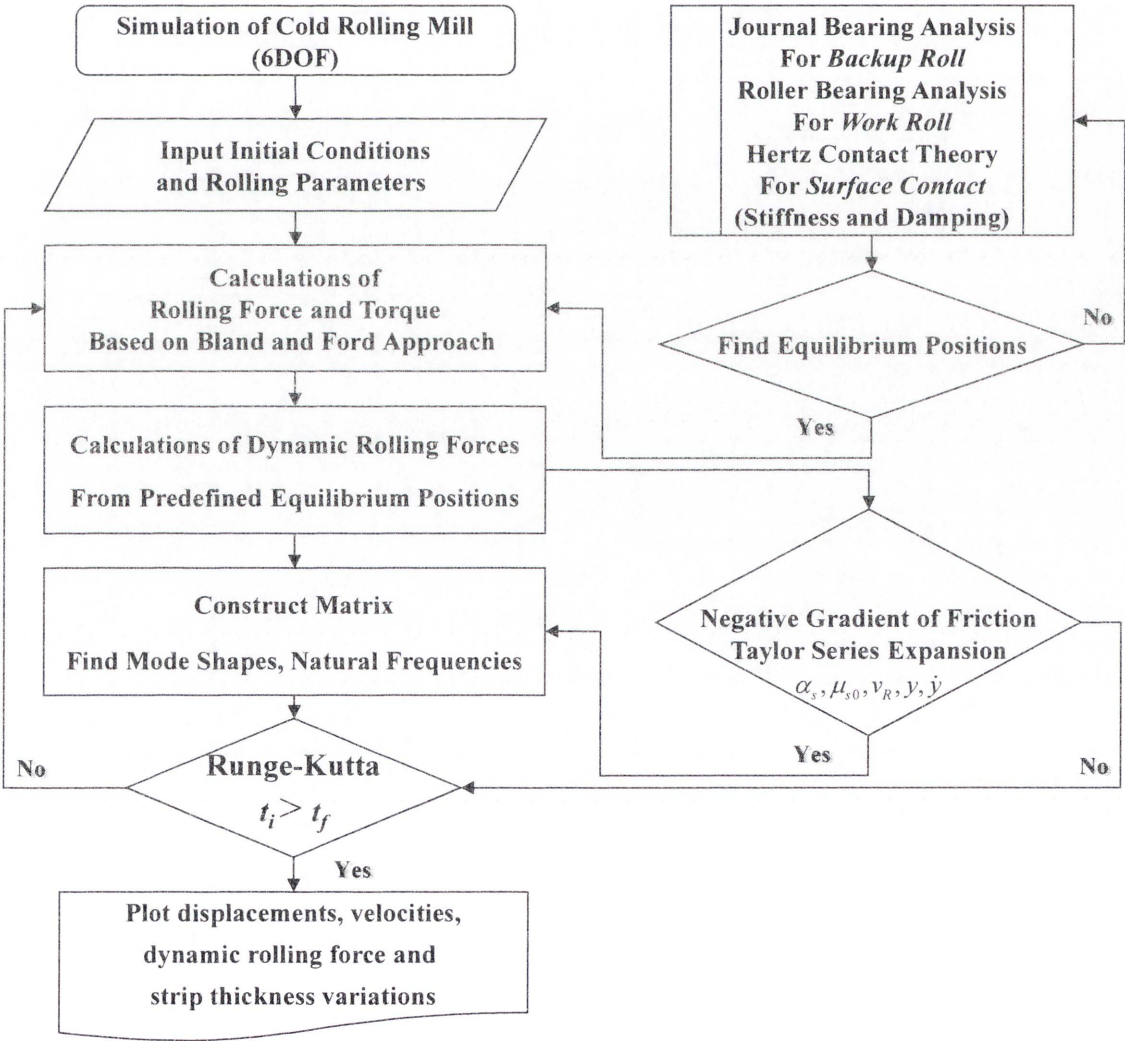 Simulation of Cold Rolling Mill
(6DOF)
Input Initial Conditions
and Rolling Parameters
Calculations of
Rolling Force and Torque
Based on Bland and Ford Approach
Calculations of Dynamic Rolling Forces
From Predefined Equilibrium Positions
Construct Matrix
Find Mode Shapes, Natural Frequencies
No
Runge-Kutta
t_i > t_f
Yes
Plot displacements, velocities,
dynamic rolling force and
strip thickness variations
Journal Bearing Analysis
For Backup Roll
Roller Bearing Analysis
For Work Roll
Hertz Contact Theory
For Surface Contact
(Stiffness and Damping)
No
Find Equilibrium Positions
Yes
Negative Gradient of Friction
Taylor Series Expansion
α_s, μ_{s0}, v_R, y, ẏ
Yes
No